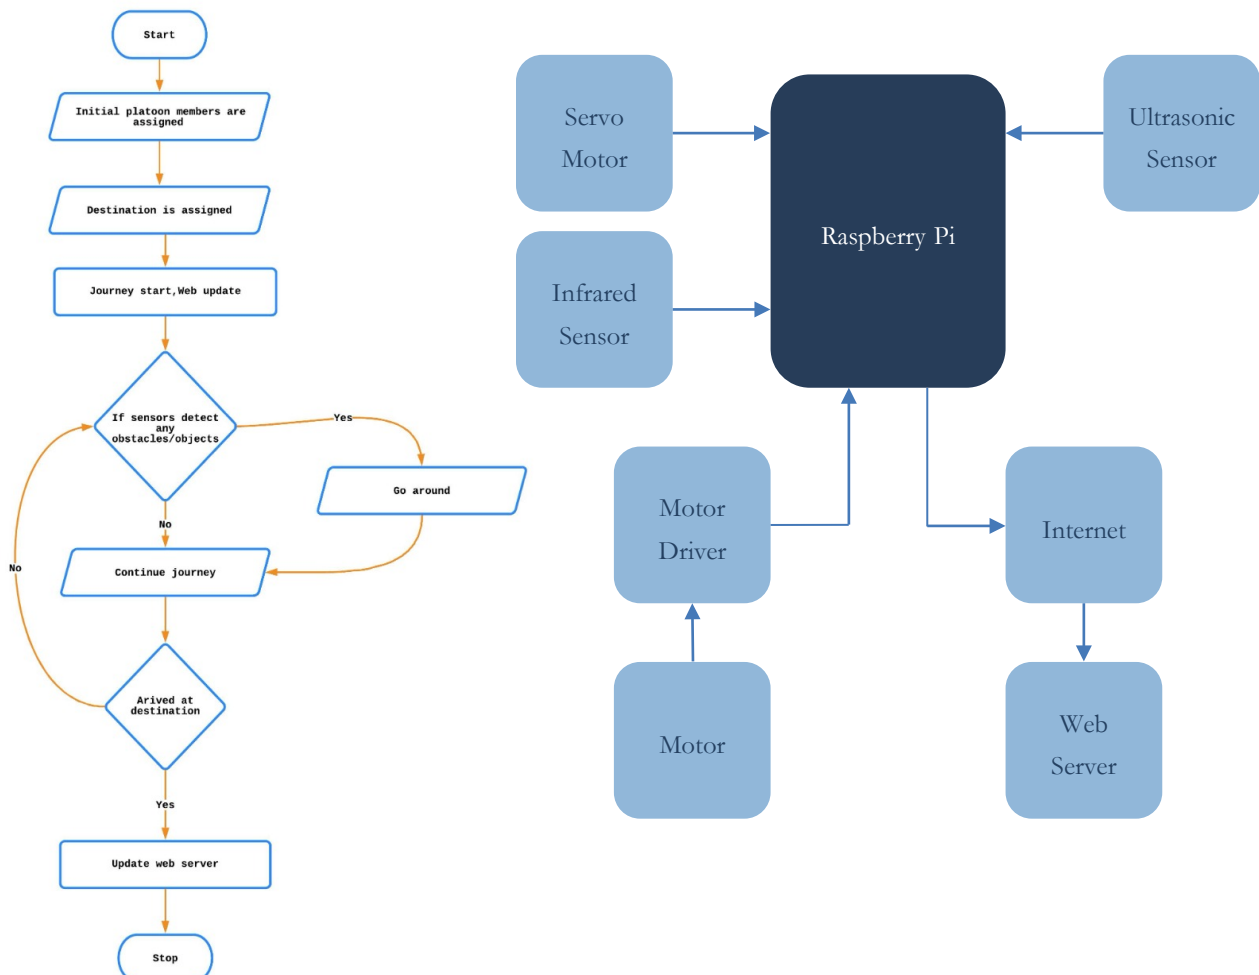 Start
Initial platoon members are
assigned
Destination is assigned
Journey start,Web update
If sensors detect
any
obstacles/objects
Yes
Go around
No
Continue journey
No
Arived at
destination
Yes
Update web server
Stop
Servo
Motor
Ultrasonic
Sensor
Raspberry Pi
Infrared
Sensor
Motor
Driver
Internet
Motor
Web
Server